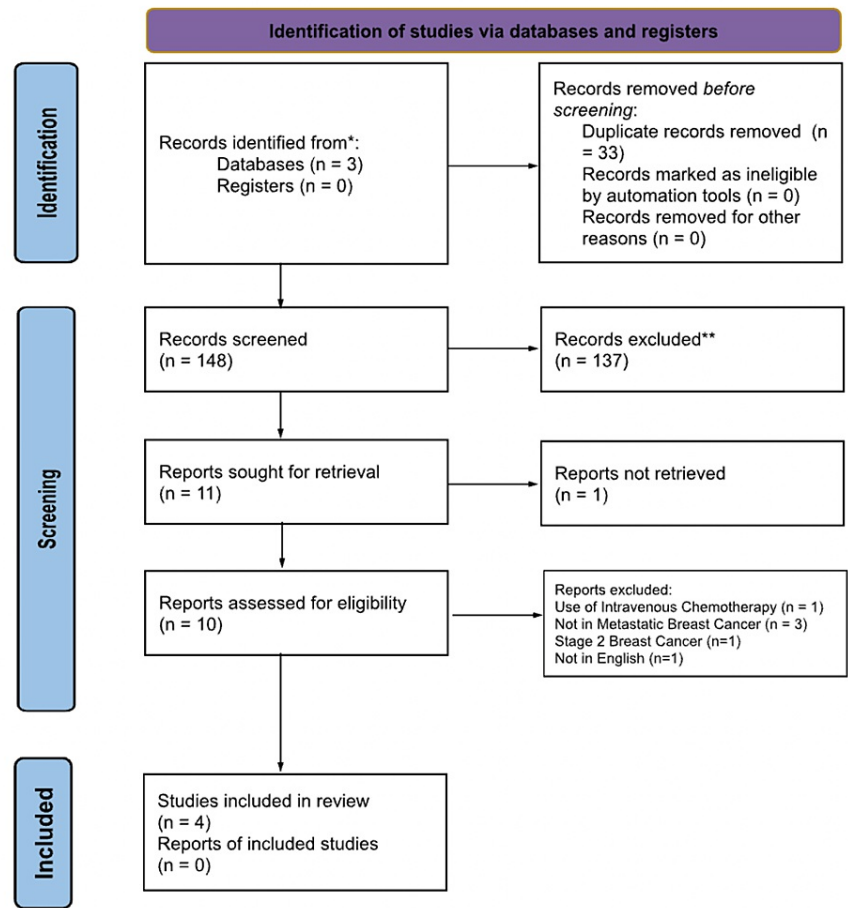 Identification of studies via databases and registers
Identification
Records identified from*:
Databases (n = 3)
Registers (n = 0)
Records removed before
screening:
Duplicate records removed (n
= 33)
Records marked as ineligible
by automation tools (n = 0)
Records removed for other
reasons (n = 0)
Screening
Records screened
(n = 148)
Records excluded**
(n = 137)
Reports sought for retrieval
(n = 11)
Reports not retrieved
(n = 1)
Reports assessed for eligibility
(n = 10)
Reports excluded:
Use of Intravenous Chemotherapy (n = 1)
Not in Metastatic Breast Cancer (n = 3)
Stage 2 Breast Cancer (n=1)
Not in English (n=1)
Included
Studies included in review
(n = 4)
Reports of included studies
(n = 0)